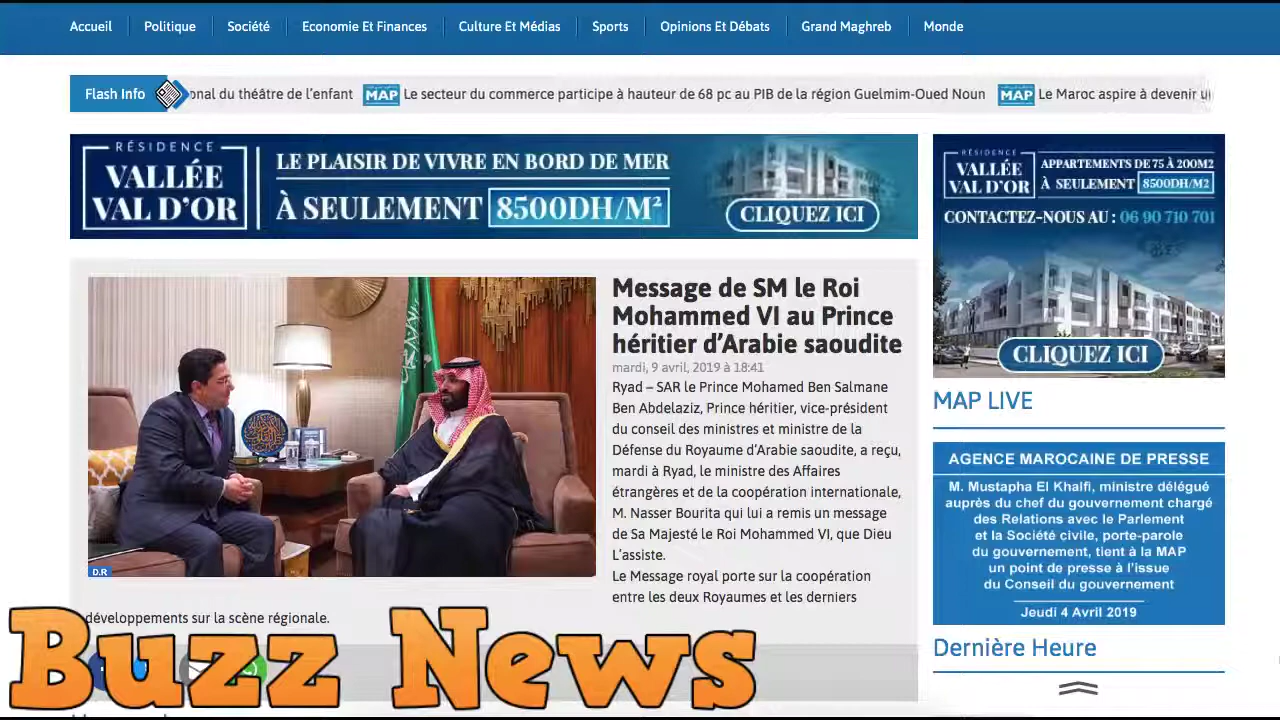 Accueil
Politique
Société
Economie Et Finances
Culture Et Médias
Sports
Opinions Et Débats
Grand Maghreb
Monde
Flash Info
onal du théâtre de l'enfant
MAP
Le secteur du commerce participe à hauteur de 68 pc au PIB de la région Guelmim-Oued Noun
MAP
Le Maroc aspire à devenir u
RÉSIDENCE
VALLÉE
VAL D'OR
LE PLAISIR DE VIVRE EN BORD DE MER
À SEULEMENT 8500DH/M²
CLIQUEZ ICI
RÉSIDENCE
VALLÉE
VAL D'OR
APPARTEMENTS DE 75 À 200M2
À SEULEMENT 8500DH/M2
CONTACTEZ-NOUS AU : 06 90 710 701
CLIQUEZ ICI
Message de SM le Roi
Mohammed VI au Prince
héritier d'Arabie saoudite
mardi, 9 avril, 2019 à 18:41
Ryad – SAR le Prince Mohamed Ben Salmane
Ben Abdelaziz, Prince héritier, vice-président
du conseil des ministres et ministre de la
Défense du Royaume d'Arabie saoudite, a reçu,
mardi à Ryad, le ministre des Affaires
étrangères et de la coopération internationale,
M. Nasser Bourita qui lui a remis un message
de Sa Majesté le Roi Mohammed VI, que Dieu
L'assiste.
Le Message royal porte sur la coopération
entre les deux Royaumes et les derniers
développements sur la scène régionale.
D.R
MAP LIVE
AGENCE MAROCAINE DE PRESSE
M. Mustapha El Khalfi, ministre délégué
auprès du chef du gouvernement chargé
des Relations avec le Parlement
et la Société civile, porte-parole
du gouvernement, tient à la MAP
un point de presse à l'issue
du Conseil du gouvernement
Jeudi 4 Avril 2019
Dernière Heure
Buzz News